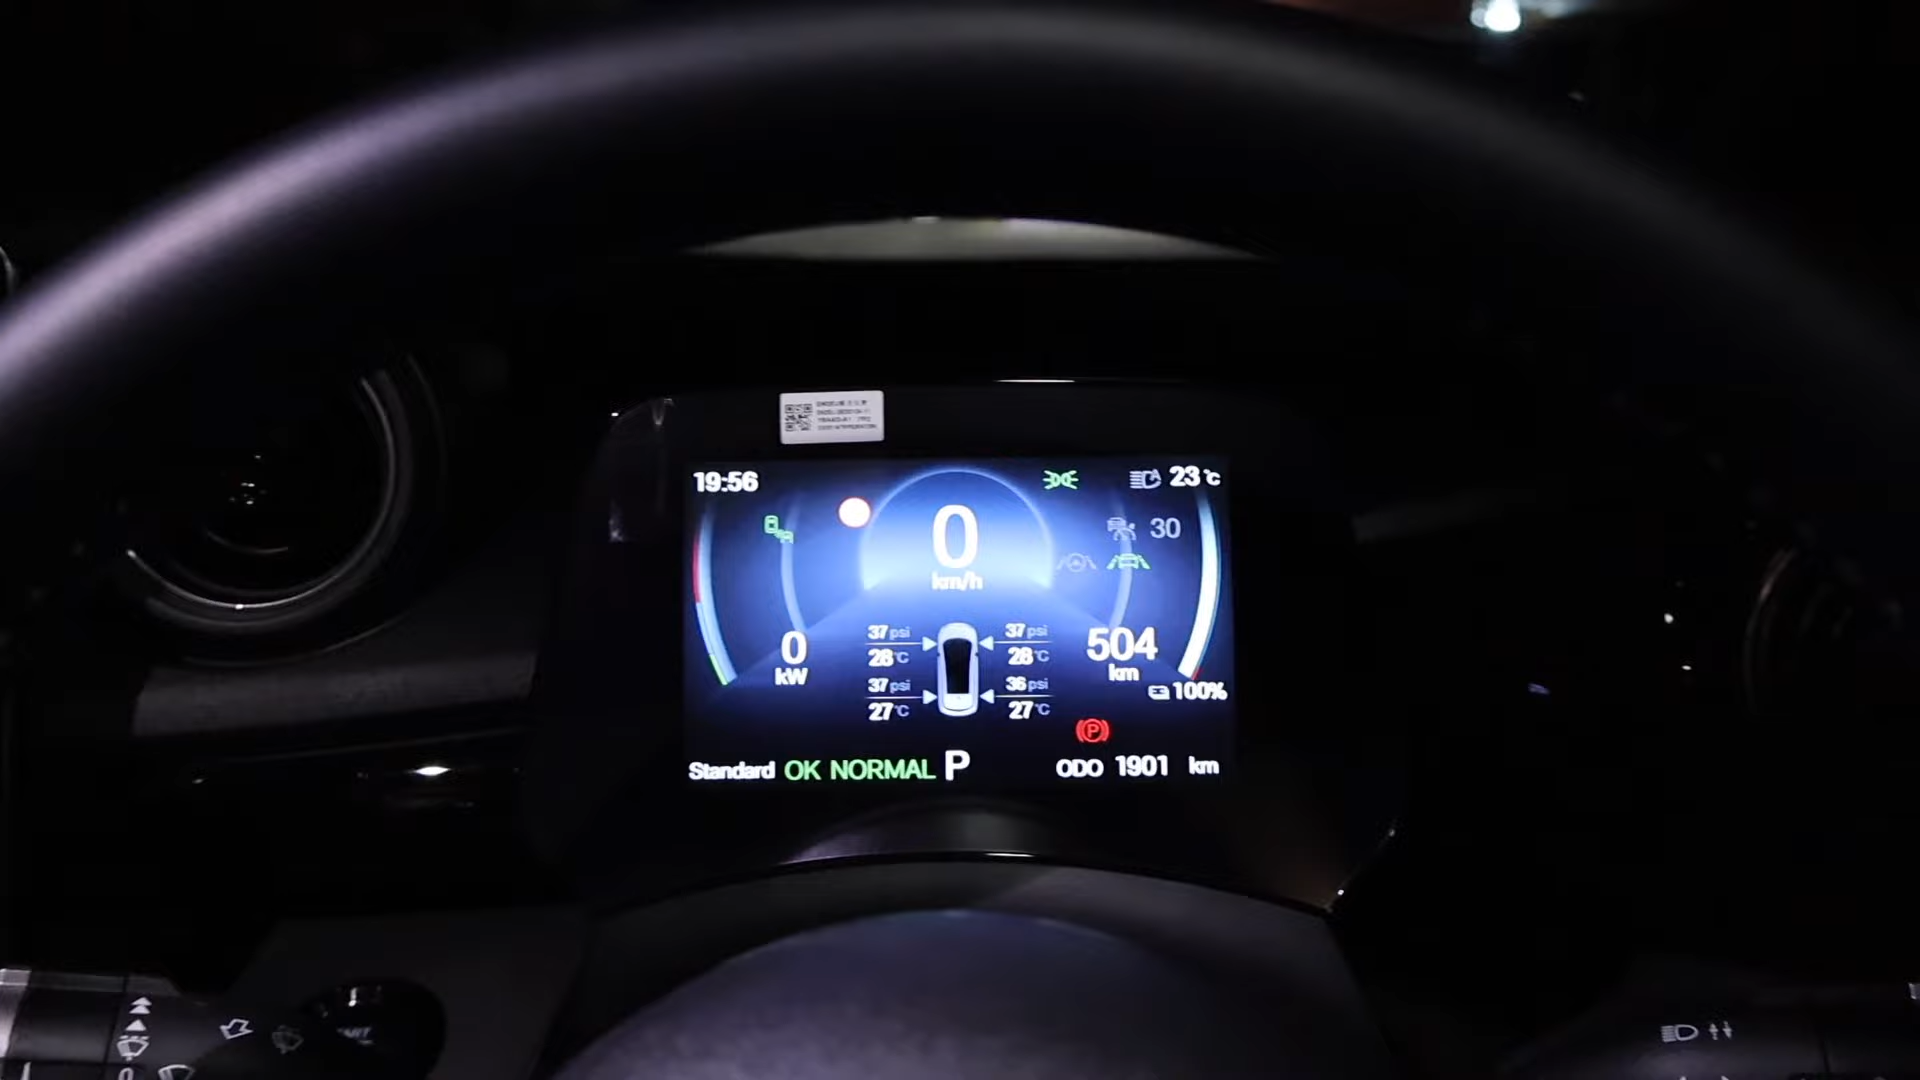 19:56
23 °C
30
0
km/h
37 psi
37 psi
28 °C
28 °C
0
kW
504
km
37 psi
36 psi
27 °C
27 °C
100%
P
Standard OK NORMAL P
ODO 1901 km
0